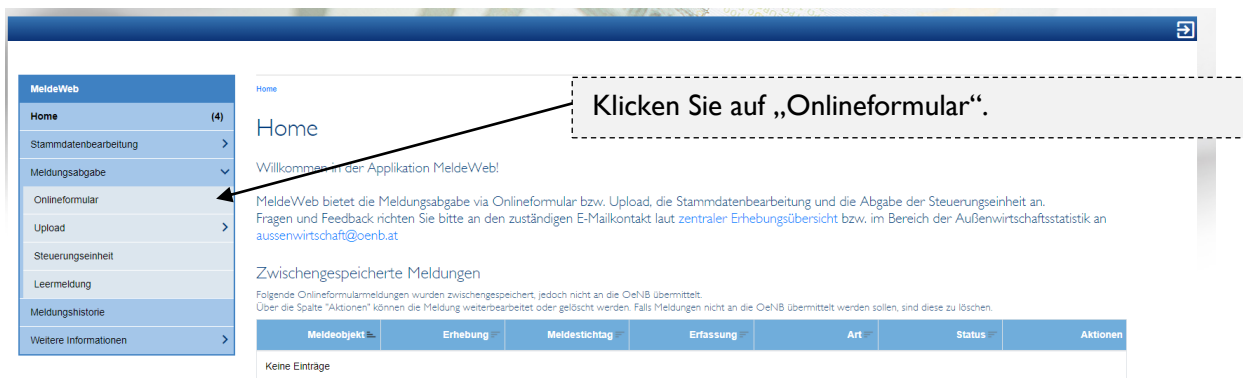 MeldeWeb
Home (4)
Stammdatenbearbeitung
Meldungsabgabe
Onlineformular
Upload
Steuerungseinheit
Leermeldung
Meldungshistorie
Weitere Informationen
Home
Klicken Sie auf „Onlineformular“.
Home
Willkommen in der Applikation MeldeWeb!
MeldeWeb bietet die Meldungsabgabe via Onlineformular bzw. Upload, die Stammdatenbearbeitung und die Abgabe der Steuerungseinheit an.
Fragen und Feedback richten Sie bitte an den zuständigen E-Mailkontakt laut zentraler Erhebungsübersicht bzw. im Bereich der Außenwirtschaftsstatistik an
aussenwirtschaft@oenb.at
Zwischengespeicherte Meldungen
Folgende Onlineformularmeldungen wurden zwischengespeichert, jedoch nicht an die OeNB übermittelt.
Über die Spalte "Aktionen" können die Meldung weiterbearbeitet oder gelöscht werden. Falls Meldungen nicht an die OeNB übermittelt werden sollen, sind diese zu löschen.
Meldeobjekt Erhebung Meldestichtag Erfassung Art Status Aktionen
Keine Einträge